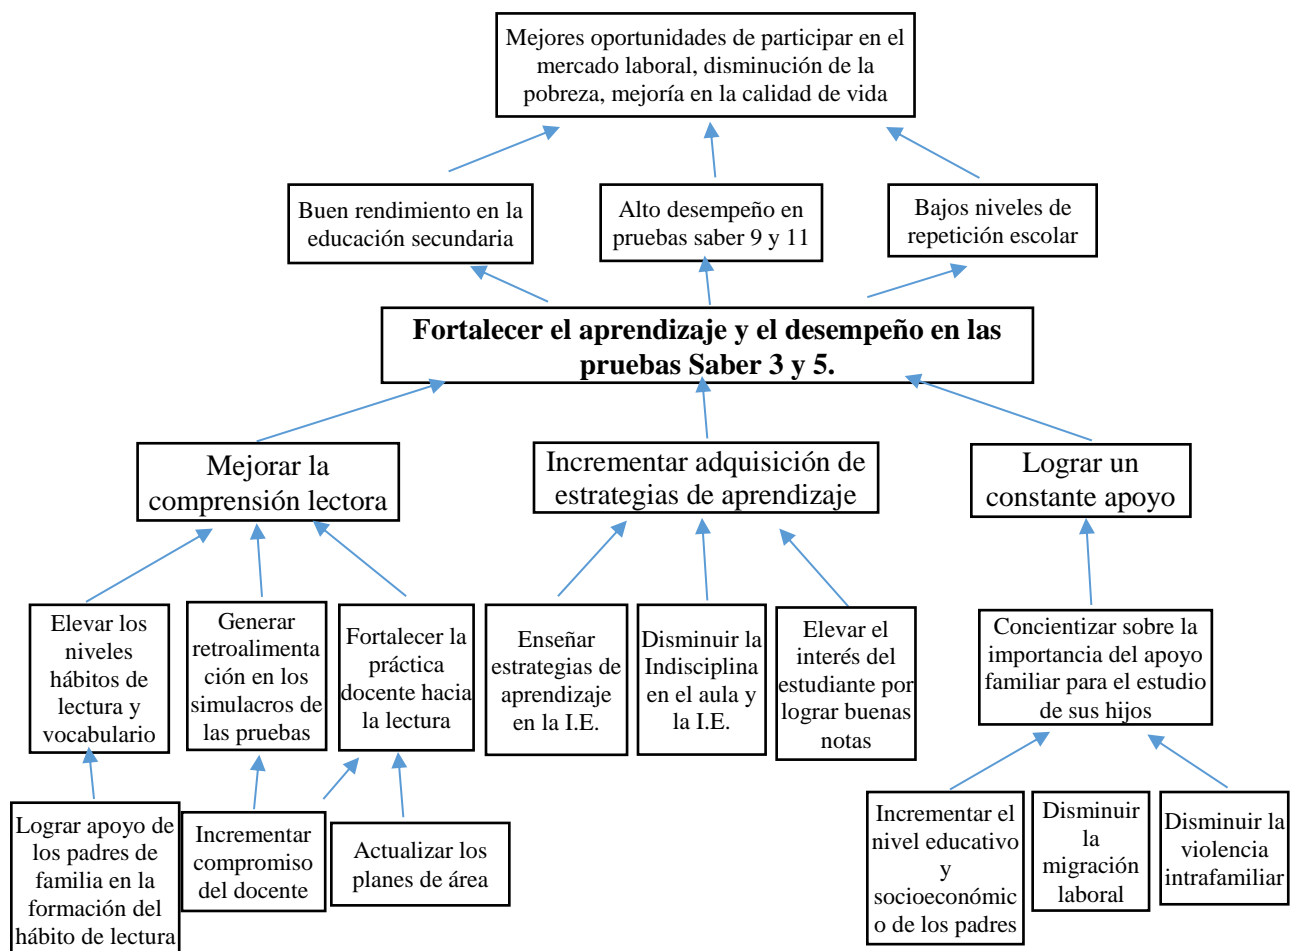 Mejores oportunidades de participar en el
mercado laboral, disminución de la
pobreza, mejoría en la calidad de vida
Buen rendimiento en la
educación secundaria
Alto desempeño en
pruebas saber 9 y 11
Bajos niveles de
repetición escolar
Fortalecer el aprendizaje y el desempeño en las
pruebas Saber 3 y 5.
Mejorar la
comprensión lectora
Incrementar adquisición de
estrategias de aprendizaje
Lograr un
constante apoyo
Elevar los
niveles
hábitos de
lectura y
vocabulario
Generar
retroalimenta
ción en los
simulacros de
las pruebas
Fortalecer la
práctica
docente hacia
la lectura
Enseñar
estrategias de
aprendizaje
en la I.E.
Disminuir la
Indisciplina
en el aula y
la I.E.
Elevar el
interés del
estudiante por
lograr buenas
notas
Concientizar sobre la
importancia del apoyo
familiar para el estudio
de sus hijos
Lograr apoyo de
los padres de
familia en la
formación del
hábito de lectura
Incrementar
compromiso
del docente
Actualizar los
planes de área
Incrementar el
nivel educativo
y
socioeconómic
o de los padres
Disminuir
la
migración
laboral
Disminuir la
violencia
intrafamiliar